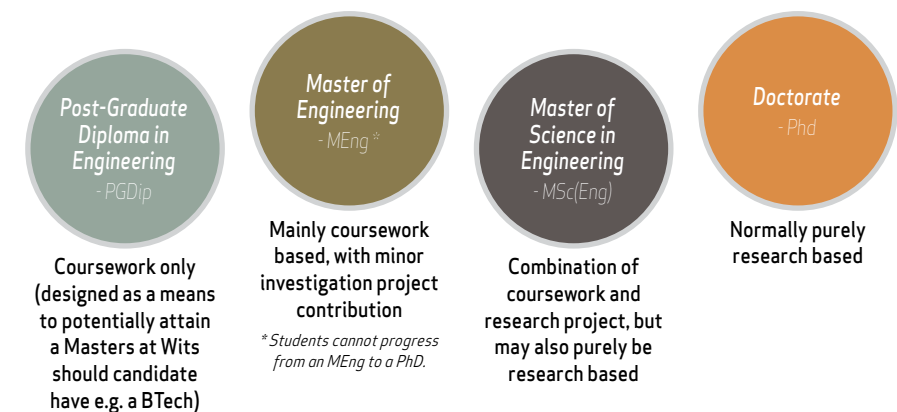 Post-Graduate
Diploma in
Engineering
- PGDip
Coursework only
(designed as a means
to potentially attain
a Masters at Wits
should candidate
have e.g. a BTech)
Master of
Engineering
- MEng *
Mainly coursework
based, with minor
investigation project
contribution
* Students cannot progress
from an MEng to a PhD.
Master of
Science in
Engineering
- MSc(Eng)
Combination of
coursework and
research project, but
may also purely be
research based
Doctorate
- Phd
Normally purely
research based